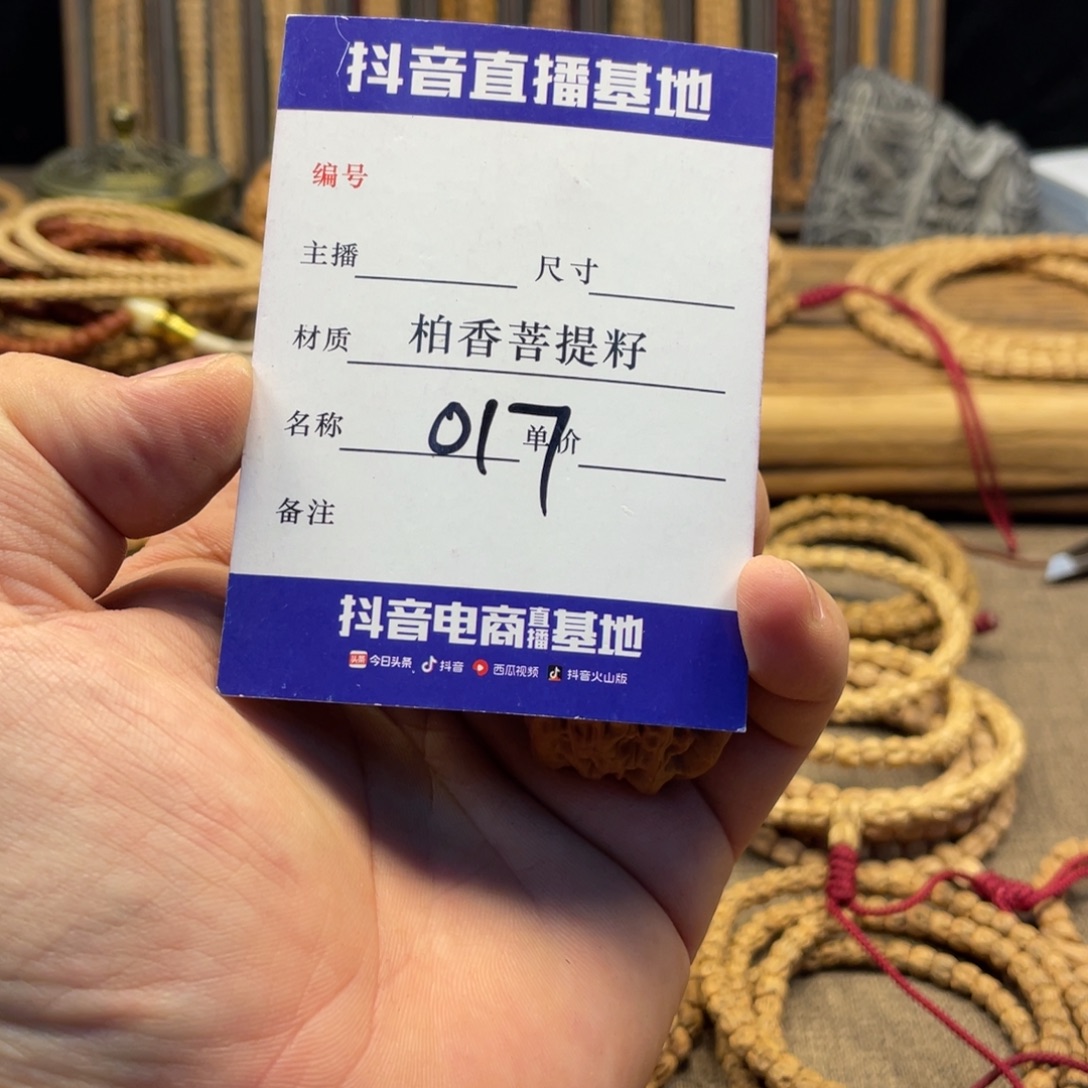 抖音直播基地
编号
主播 尺寸
材质 柏香菩提籽
名称 017 单价
备注
抖音电商直播基地
头条 今日头条 抖音 西瓜视频 抖音火山版